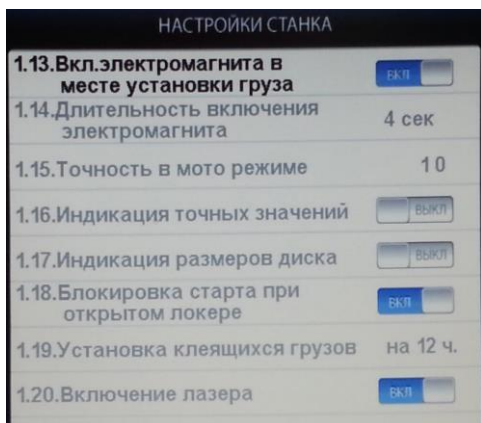 НАСТРОЙКИ СТАНКА
1.13.Вкл.электромагнита в
месте установки груза
ВКЛ
1.14.Длительность включения
электромагнита
4 сек
1.15.Точность в мото режиме
10
1.16.Индикация точных значений
ВЫКЛ
1.17.Индикация размеров диска
ВЫКЛ
1.18.Блокировка старта при
открытом локере
ВКЛ
1.19.Установка клеящихся грузов
на 12 ч.
1.20.Включение лазера
ВКЛ